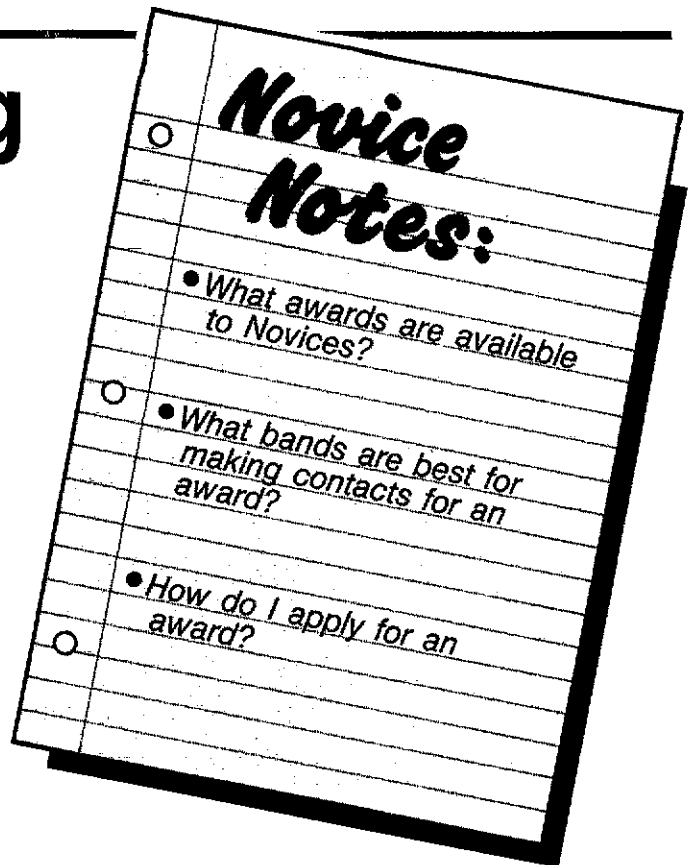 g
Novice
Notes:
• What awards are available
to Novices?
• What bands are best for
making contacts for an
award?
• How do I apply for an
award?